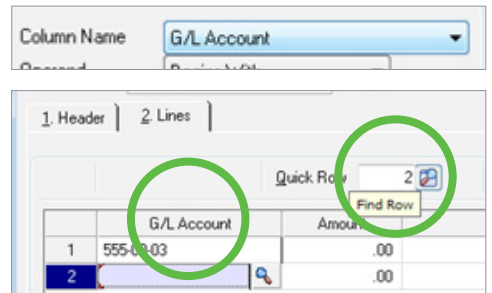 Column Name G/L Account
1. Header 2. Lines
Quick Row 2
Find Row
G/L Account Amount
1 555-00-03 .00
2 .00